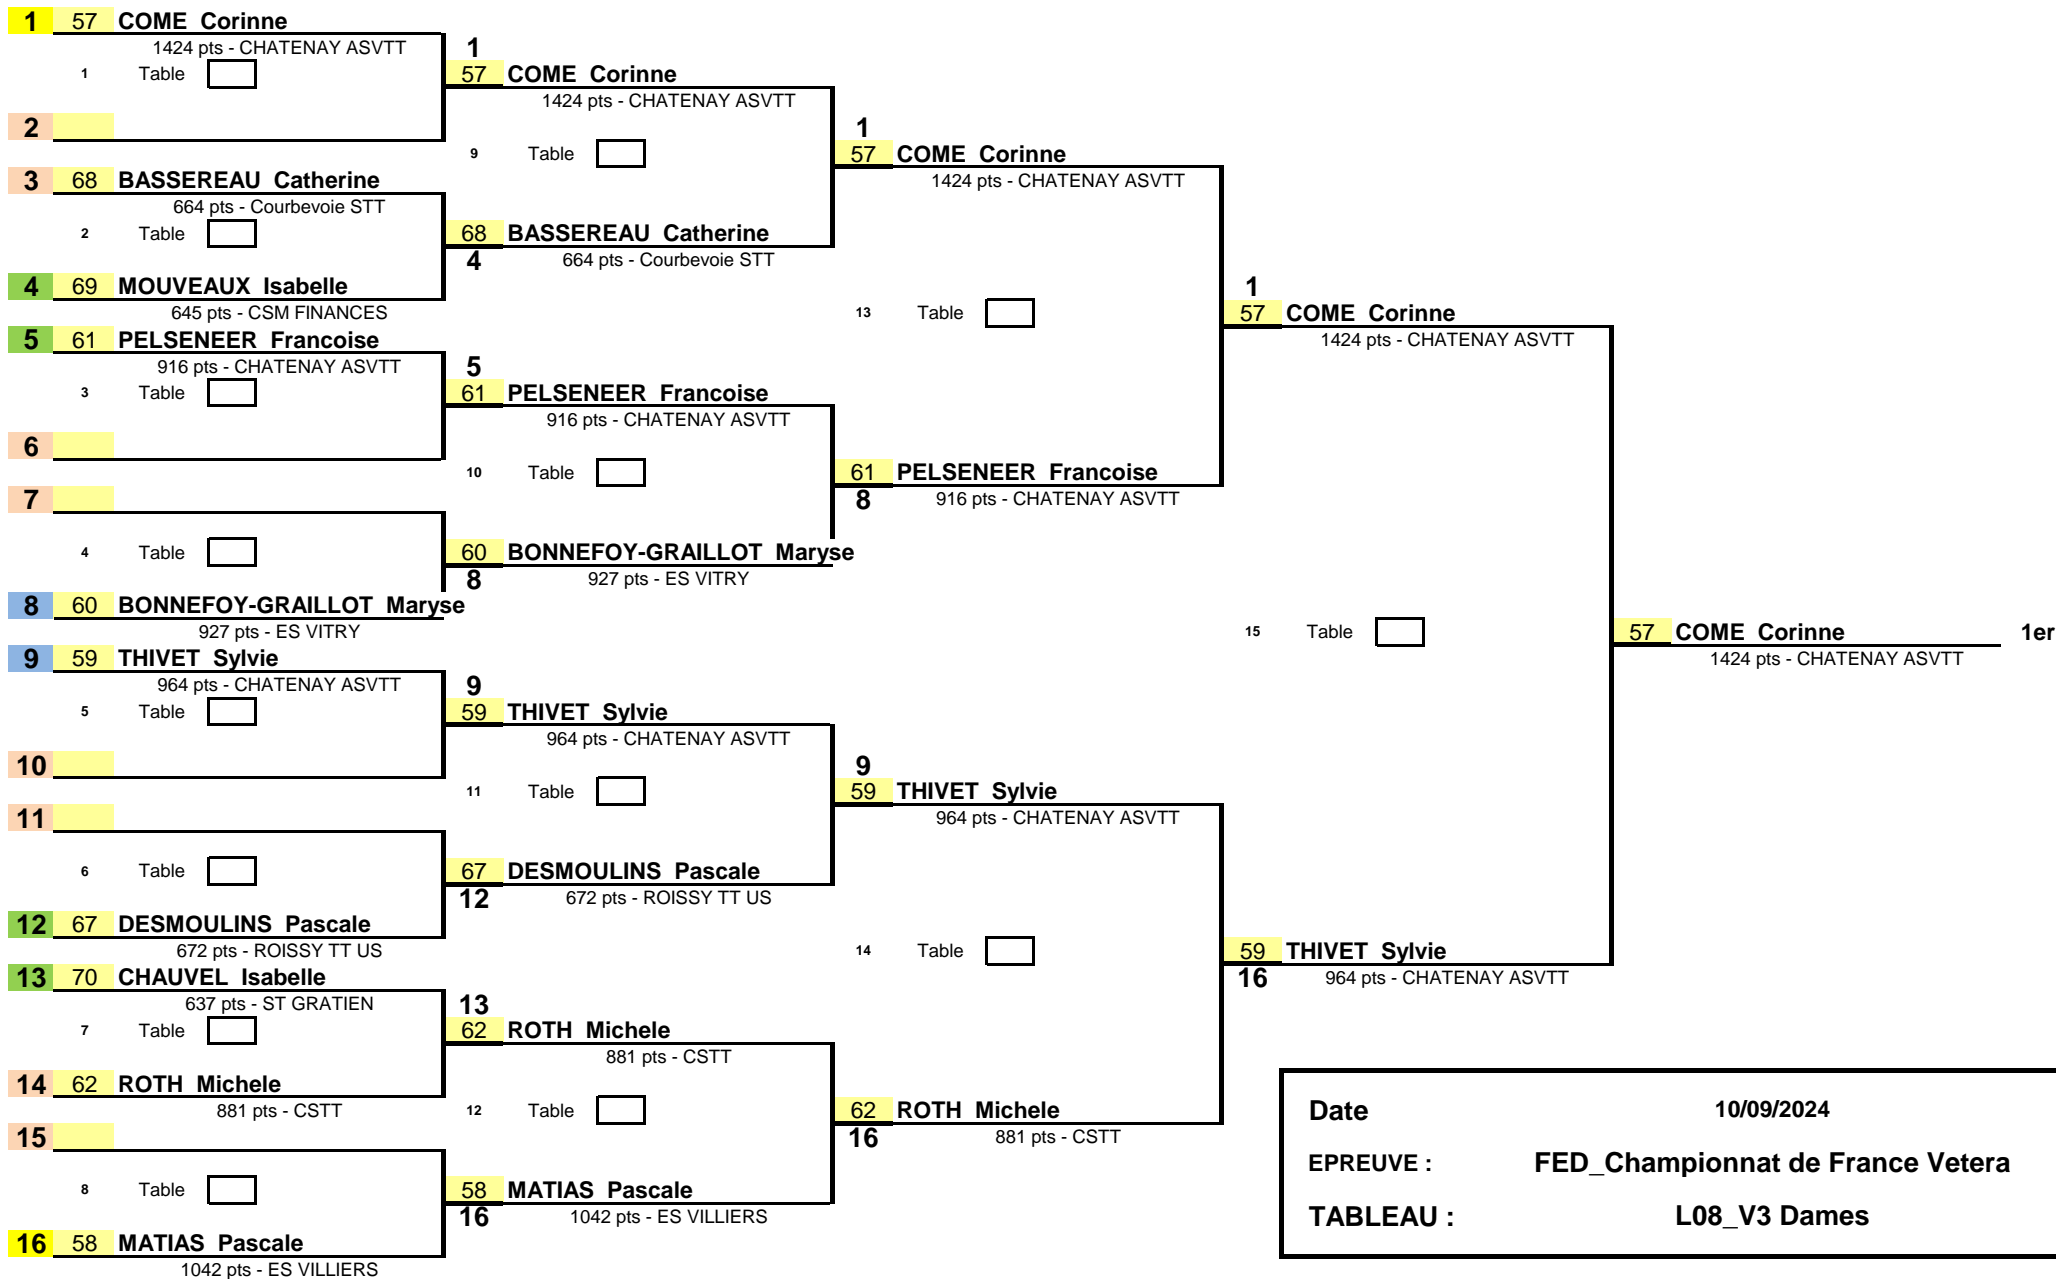 1 57 COME Corinne
1424 pts - CHATENAY ASVTT
1
1 Table
57 COME Corinne
1424 pts - CHATENAY ASVTT
2
1
9 Table
57 COME Corinne
1424 pts - CHATENAY ASVTT
3 68 BASSEREAU Catherine
664 pts - Courbevoie STT
2 Table
68 BASSEREAU Catherine
4
664 pts - Courbevoie STT
4 69 MOUVEAUX Isabelle
645 pts - CSM FINANCES
1
13 Table
57 COME Corinne
1424 pts - CHATENAY ASVTT
5 61 PELSENEER Francoise
916 pts - CHATENAY ASVTT
5
3 Table
61 PELSENEER Francoise
916 pts - CHATENAY ASVTT
6
10 Table
61 PELSENEER Francoise
8
916 pts - CHATENAY ASVTT
7
4 Table
60 BONNEFOY-GRAILLOT Maryse
8
927 pts - ES VITRY
8 60 BONNEFOY-GRAILLOT Maryse
927 pts - ES VITRY
15 Table
57 COME Corinne 1er
1424 pts - CHATENAY ASVTT
9 59 THIVET Sylvie
964 pts - CHATENAY ASVTT
9
5 Table
59 THIVET Sylvie
964 pts - CHATENAY ASVTT
10
9
11 Table
59 THIVET Sylvie
964 pts - CHATENAY ASVTT
11
6 Table
67 DESMOULINS Pascale
12
672 pts - ROISSY TT US
12 67 DESMOULINS Pascale
672 pts - ROISSY TT US
14 Table
59 THIVET Sylvie
16
964 pts - CHATENAY ASVTT
13 70 CHAUVEL Isabelle
637 pts - ST GRATIEN
13
7 Table
62 ROTH Michele
881 pts - CSTT
14 62 ROTH Michele
881 pts - CSTT
12 Table
62 ROTH Michele
16
881 pts - CSTT
15
8 Table
58 MATIAS Pascale
16
1042 pts - ES VILLIERS
16 58 MATIAS Pascale
1042 pts - ES VILLIERS
Date 10/09/2024
EPREUVE : FED_Championnat de France Vetera
TABLEAU : L08_V3 Dames